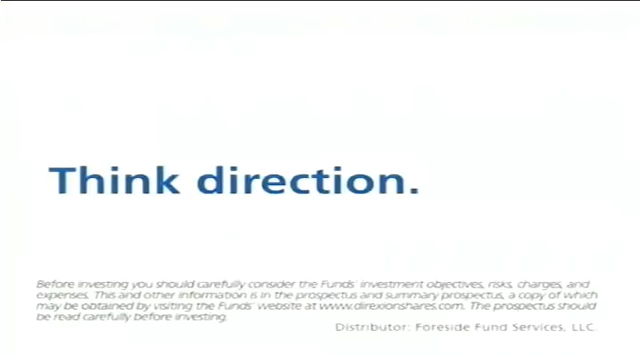 Think direction.
Before investing you should carefully consider the Funds' investment objectives, risks, charges, and
expenses. This and other information is in the prospectus and summary prospectus, a copy of which
may be obtained by visiting the Funds' website at www.direxionshares.com. The prospectus should
be read carefully before investing.
Distributor: Foreside Fund Services, LLC.